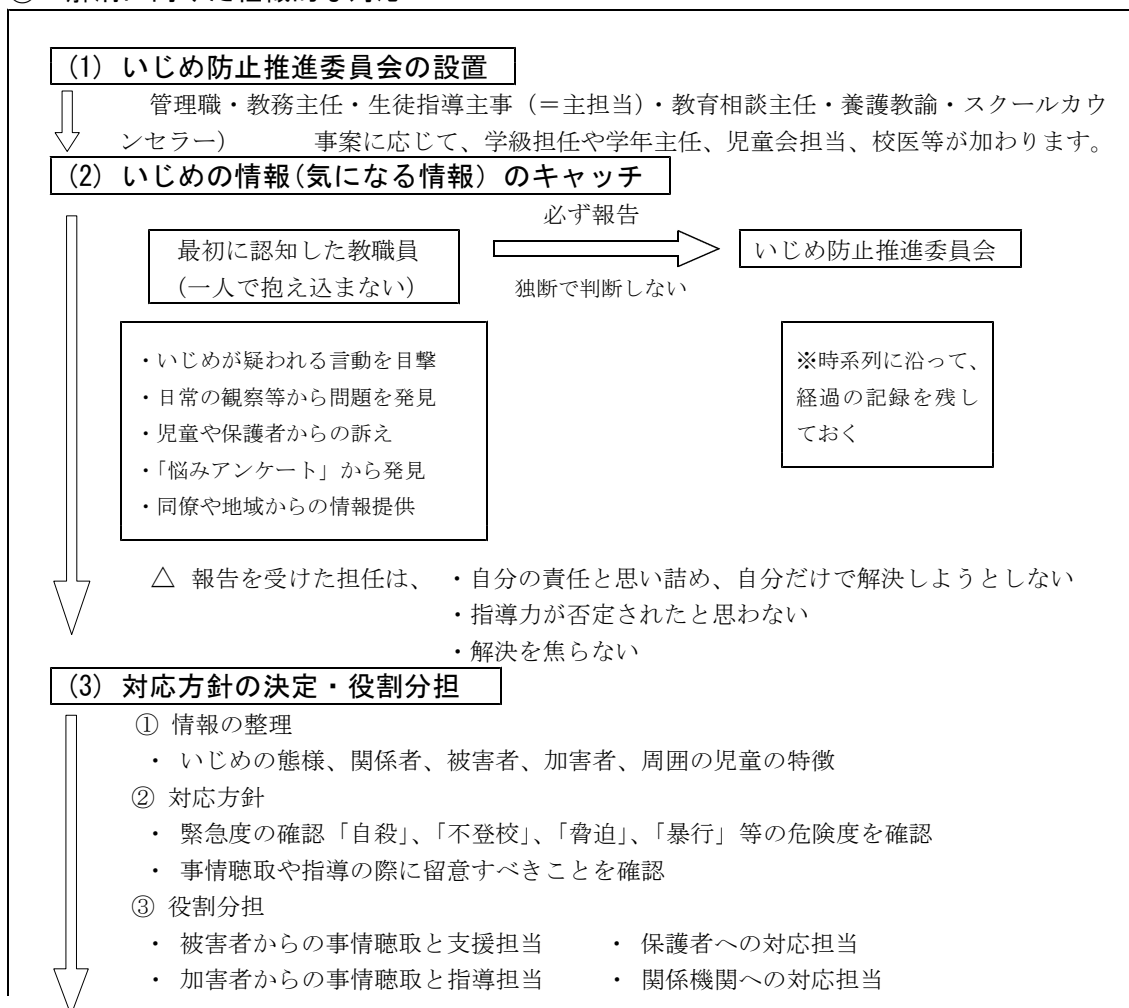 (1) いじめ防止推進委員会の設置
管理職・教務主任・生徒指導主事（＝主担当）・教育相談主任・養護教諭・スクールカウ
ンセラー） 事案に応じて、学級担任や学年主任、児童会担当、校医等が加わります。
(2) いじめの情報(気になる情報）のキャッチ
必ず報告
最初に認知した教職員
（一人で抱え込まない）
いじめ防止推進委員会
独断で判断しない
・いじめが疑われる言動を目撃
・日常の観察等から問題を発見
・児童や保護者からの訴え
・「悩みアンケート」から発見
・同僚や地域からの情報提供
※時系列に沿って、
経過の記録を残し
ておく
△ 報告を受けた担任は、 ・自分の責任と思い詰め、自分だけで解決しようとしない
・指導力が否定されたと思わない
・解決を焦らない
(3) 対応方針の決定・役割分担
① 情報の整理
・ いじめの態様、関係者、被害者、加害者、周囲の児童の特徴
② 対応方針
・ 緊急度の確認「自殺」、「不登校」、「脅迫」、「暴行」等の危険度を確認
・ 事情聴取や指導の際に留意すべきことを確認
③ 役割分担
・ 被害者からの事情聴取と支援担当 ・ 保護者への対応担当
・ 加害者からの事情聴取と指導担当 ・ 関係機関への対応担当